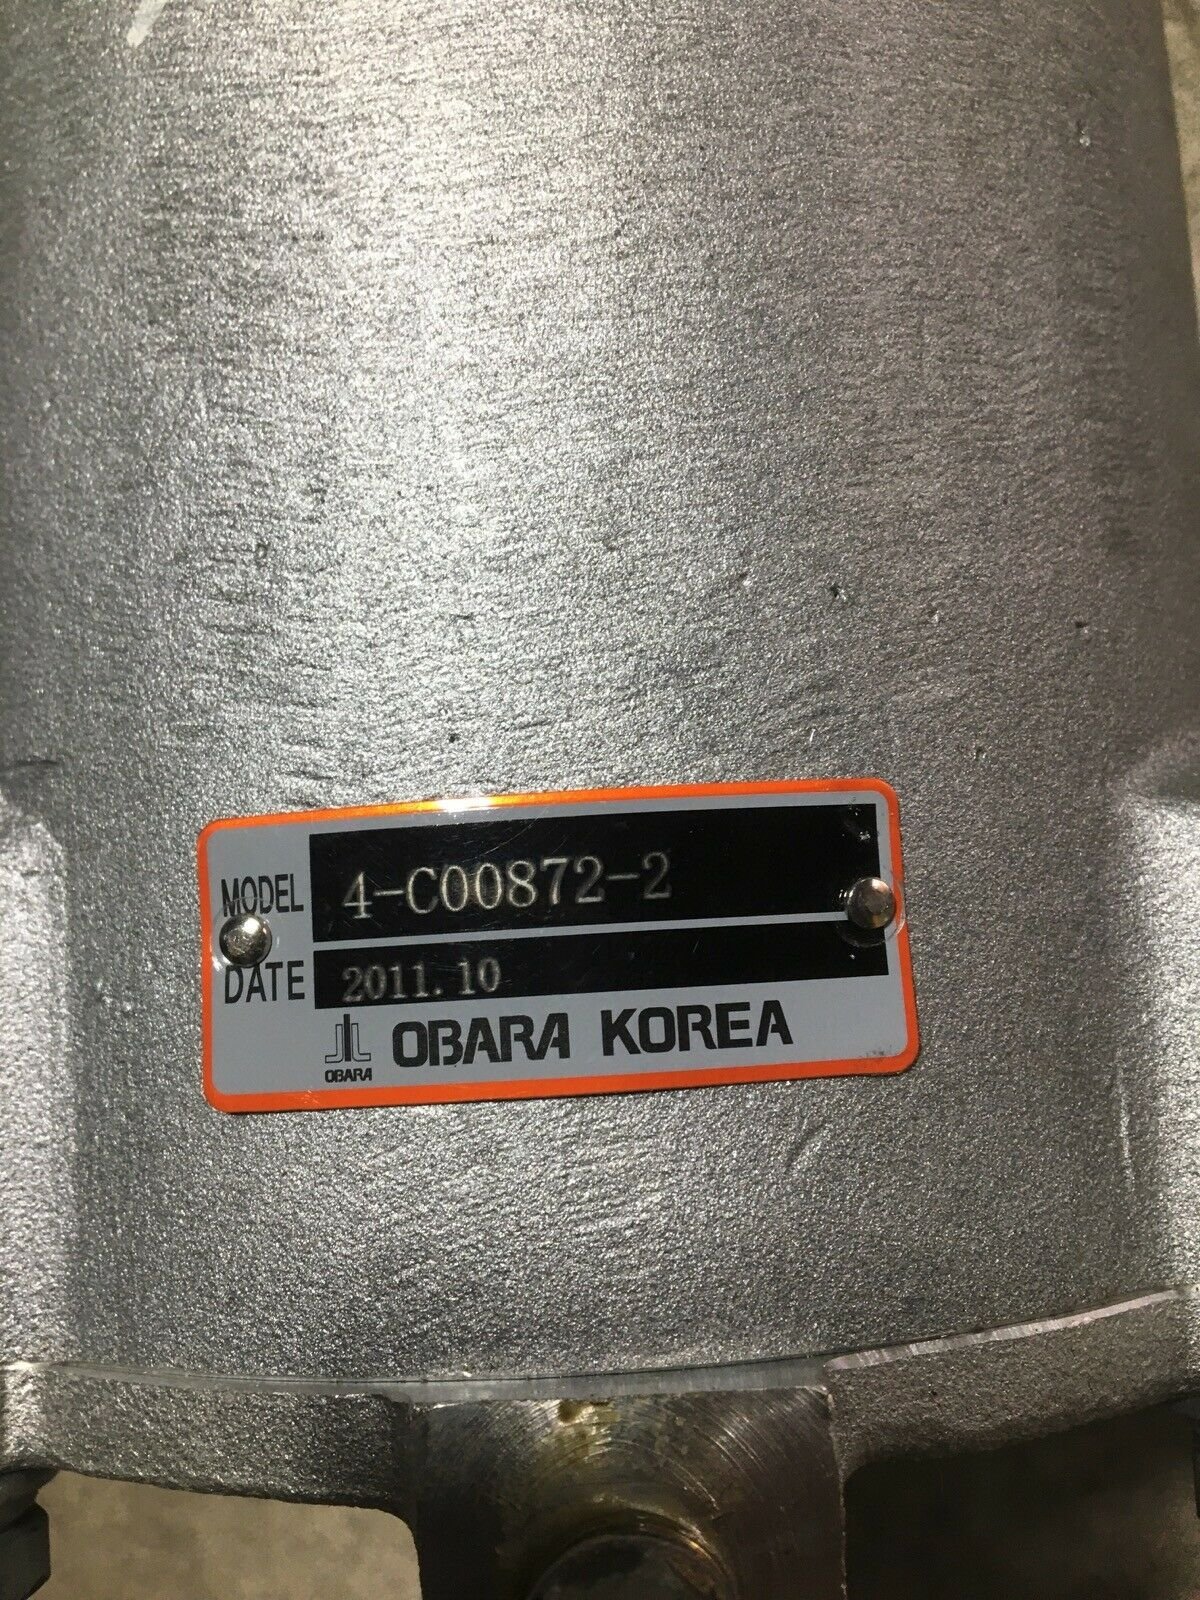 MODEL 4-C00872-2
DATE 2011.10
OBARA OBARA KOREA